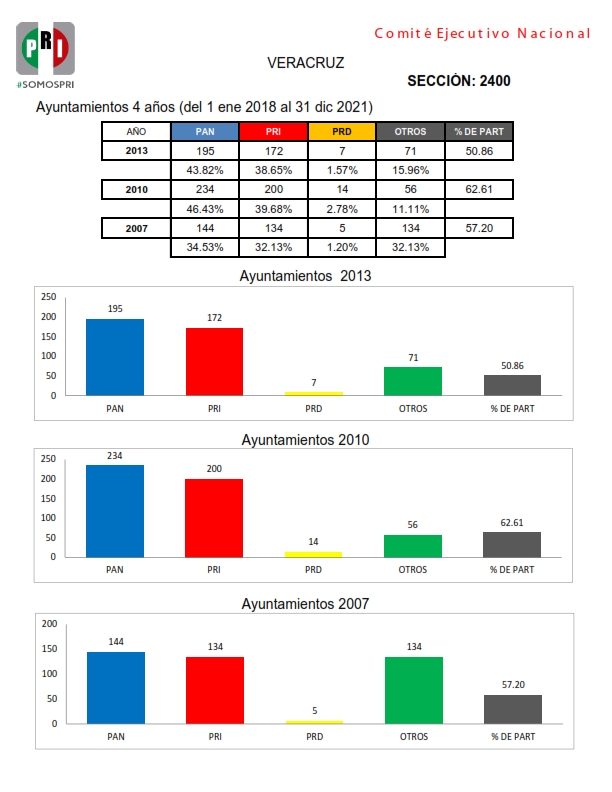 Comité Ejecutivo Nacional
PRI
#SOMOSPRI
VERACRUZ
SECCIÓN: 2400
Ayuntamientos 4 años (del 1 ene 2018 al 31 dic 2021)
AÑO PAN PRI PRD OTROS % DE PART
2013 195 172 7 71 50.86
43.82% 38.65% 1.57% 15.96%
2010 234 200 14 56 62.61
46.43% 39.68% 2.78% 11.11%
2007 144 134 5 134 57.20
34.53% 32.13% 1.20% 32.13%
Ayuntamientos 2013
250
200
150
100
50
0
195 172 7 71 50.86
PAN PRI PRD OTROS % DE PART
Ayuntamientos 2010
250
200
150
100
50
0
234 200 14 56 62.61
PAN PRI PRD OTROS % DE PART
Ayuntamientos 2007
200
150
100
50
0
144 134 5 134 57.20
PAN PRI PRD OTROS % DE PART